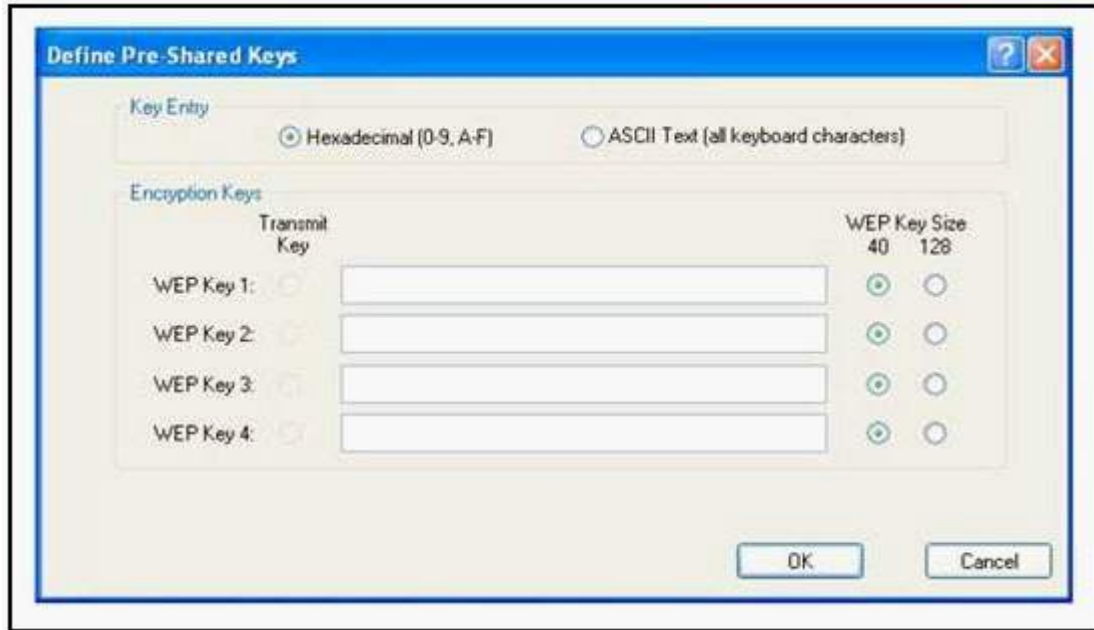 Define Pre-Shared Keys
Key Entry
Hexadecimal (0-9, A-F) ASCII Text (all keyboard characters)
Encryption Keys
Transmit Key
WEP Key Size
40 128
WEP Key 1:
WEP Key 2:
WEP Key 3:
WEP Key 4:
OK Cancel